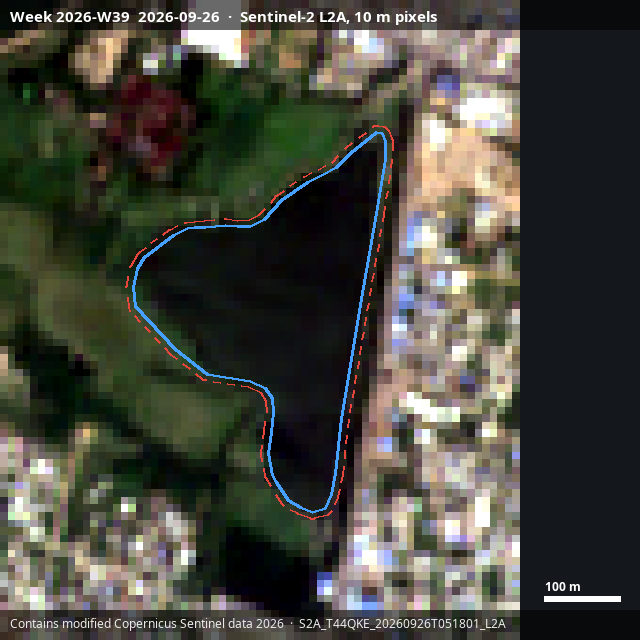 Week 2026-W39  2026-09-26  ·  Sentinel-2 L2A, 10 m pixels
100 m
Contains modified Copernicus Sentinel data 2026  ·  S2A_T44QKE_20260926T051801_L2A